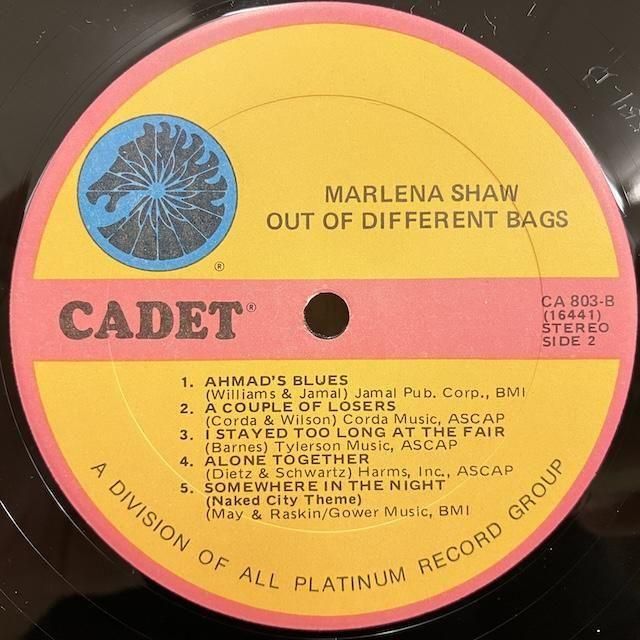 MARLENA SHAW
OUT OF DIFFERENT BAGS
®
CADET®
CA 803-B
(16441)
STEREO
SIDE 2
1. AHMAD'S BLUES
(Williams & Jamal) Jamal Pub. Corp., BMI
2. A COUPLE OF LOSERS
(Corda & Wilson) Corda Music, ASCAP
3. I STAYED TOO LONG AT THE FAIR
(Barnes) Tylerson Music, ASCAP
4. ALONE TOGETHER
(Dietz & Schwartz) Harms, Inc., ASCAP
5. SOMEWHERE IN THE NIGHT
(Naked City Theme)
(May & Raskin/Gower Music, BMI
A DIVISION OF ALL PLATINUM RECORD GROUP